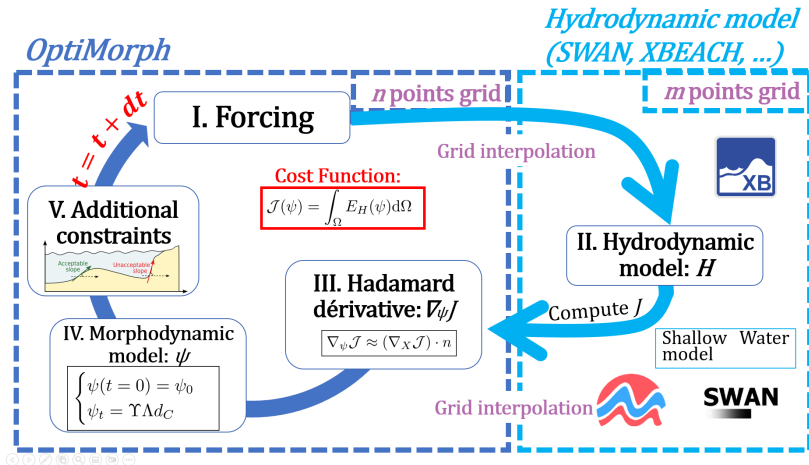 OptiMorph
Hydrodynamic model
(SWAN, XBEACH, ...)
n points grid
m points grid
I. Forcing
t = t + dt
Grid interpolation
Cost Function:
𝒥(ψ) = ∫_Ω E_H(ψ)dΩ
XB
V. Additional
constraints
Acceptable
slope
Unacceptable
slope
II. Hydrodynamic
model: H
III. Hadamard
dérivative: ∇_ψJ
∇_ψ𝒥 ≈ (∇_X𝒥) · n
Compute J
Shallow Water
model
IV. Morphodynamic
model: ψ
ψ(t = 0) = ψ₀
ψ_t = ΥΛd_C
Grid interpolation
SWAN